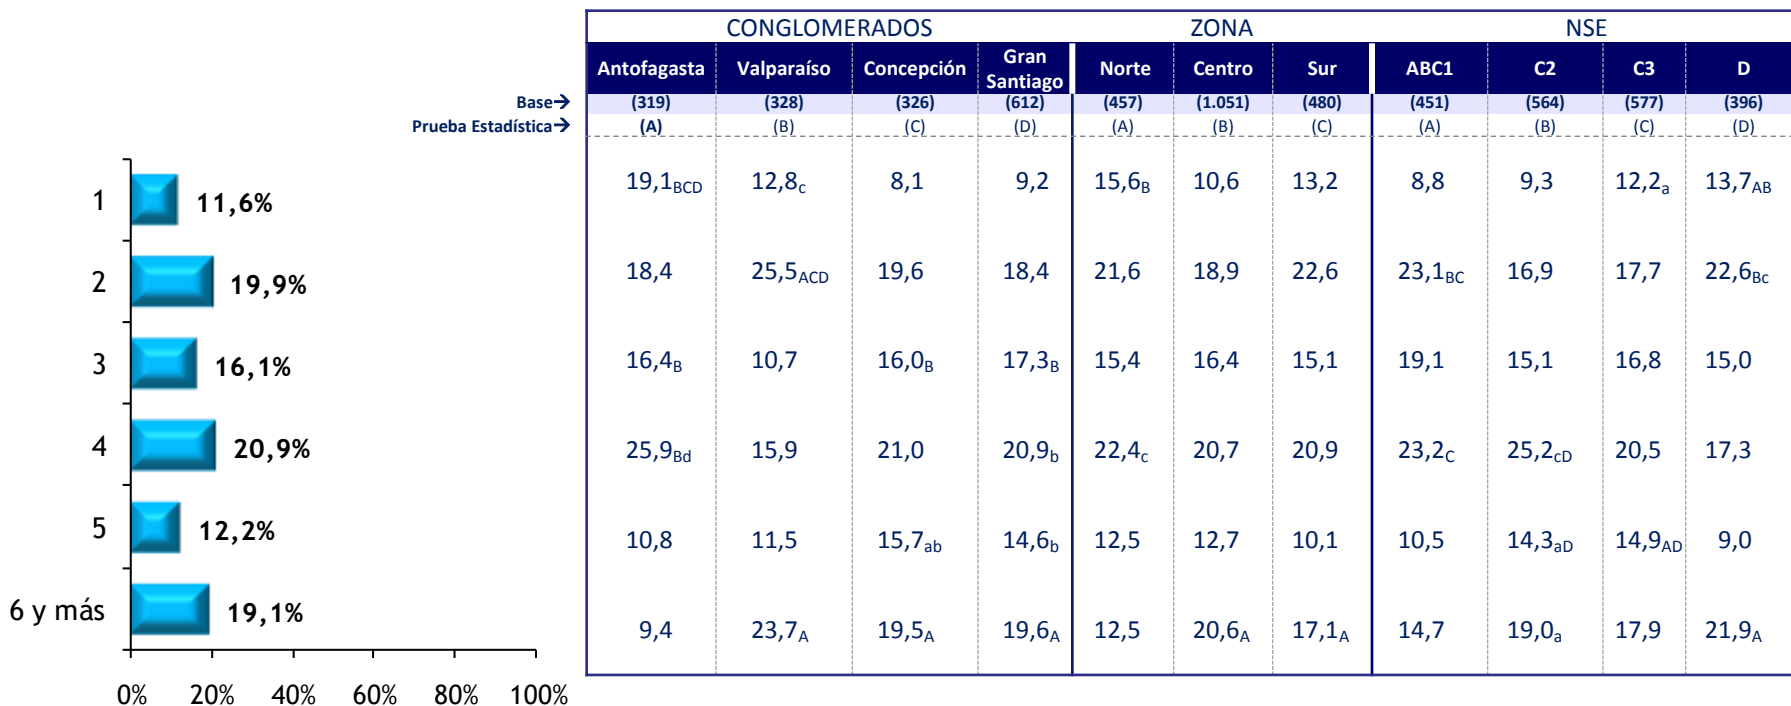 CONGLOMERADOS ZONA NSE
Antofagasta Valparaíso Concepción Gran Santiago Norte Centro Sur ABC1 C2 C3 D
Base→ (319) (328) (326) (612) (457) (1.051) (480) (451) (564) (577) (396)
Prueba Estadística→ (A) (B) (C) (D) (A) (B) (C) (A) (B) (C) (D)
1 11,6% 19,1BCD 12,8c 8,1 9,2 15,6B 10,6 13,2 8,8 9,3 12,2a 13,7AB
2 19,9% 18,4 25,5ACD 19,6 18,4 21,6 18,9 22,6 23,1BC 16,9 17,7 22,6Bc
3 16,1% 16,4B 10,7 16,0B 17,3B 15,4 16,4 15,1 19,1 15,1 16,8 15,0
4 20,9% 25,9Bd 15,9 21,0 20,9b 22,4c 20,7 20,9 23,2C 25,2cD 20,5 17,3
5 12,2% 10,8 11,5 15,7ab 14,6b 12,5 12,7 10,1 10,5 14,3aD 14,9AD 9,0
6 y más 19,1% 9,4 23,7A 19,5A 19,6A 12,5 20,6A 17,1A 14,7 19,0a 17,9 21,9A
0% 20% 40% 60% 80% 100%